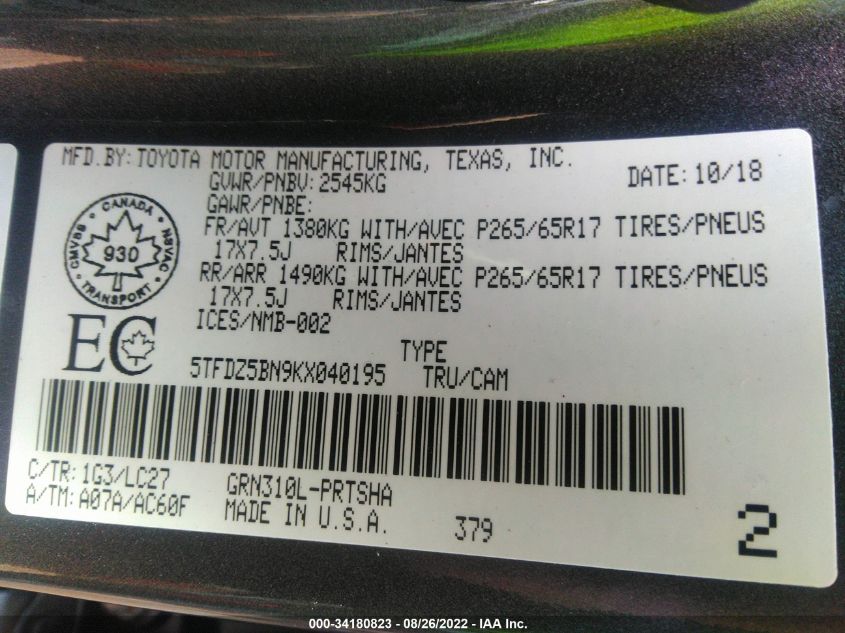 MFD.BY: TOYOTA MOTOR MANUFACTURING, TEXAS, INC.
GVWR/PNBV: 2545KG DATE: 10/18
GAWR/PNBE:
FR/AVT 1380KG WITH/AVEC P265/65R17 TIRES/PNEUS
17X7.5J RIMS/JANTES
RR/ARR 1490KG WITH/AVEC P265/65R17 TIRES/PNEUS
17X7.5J RIMS/JANTES
ICES/NMB-002
CANADA
CMVSS NSVAC
930
TRANSPORT
EC
TYPE
5TFDZ5BN9KX040195 TRU/CAM
C/TR: 1G3/LC27 GRN310L-PRTSHA
A/TM: A07A/AC60F MADE IN U.S.A. 379
2
000-34180823 - 08/26/2022 - IAA Inc.